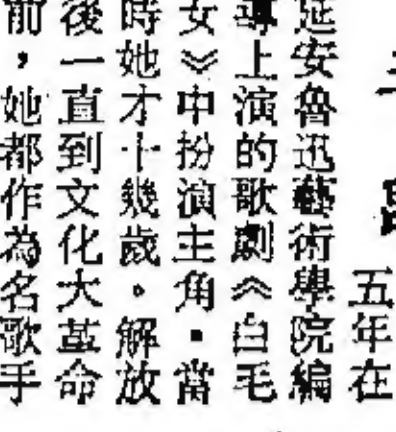 五年在
延安魯迅藝術學院編
導上演的歌劇《白毛
女》中扮演主角．當
時她才十幾歲。解放
後一直到文化大革命
前，她都作為名歌手